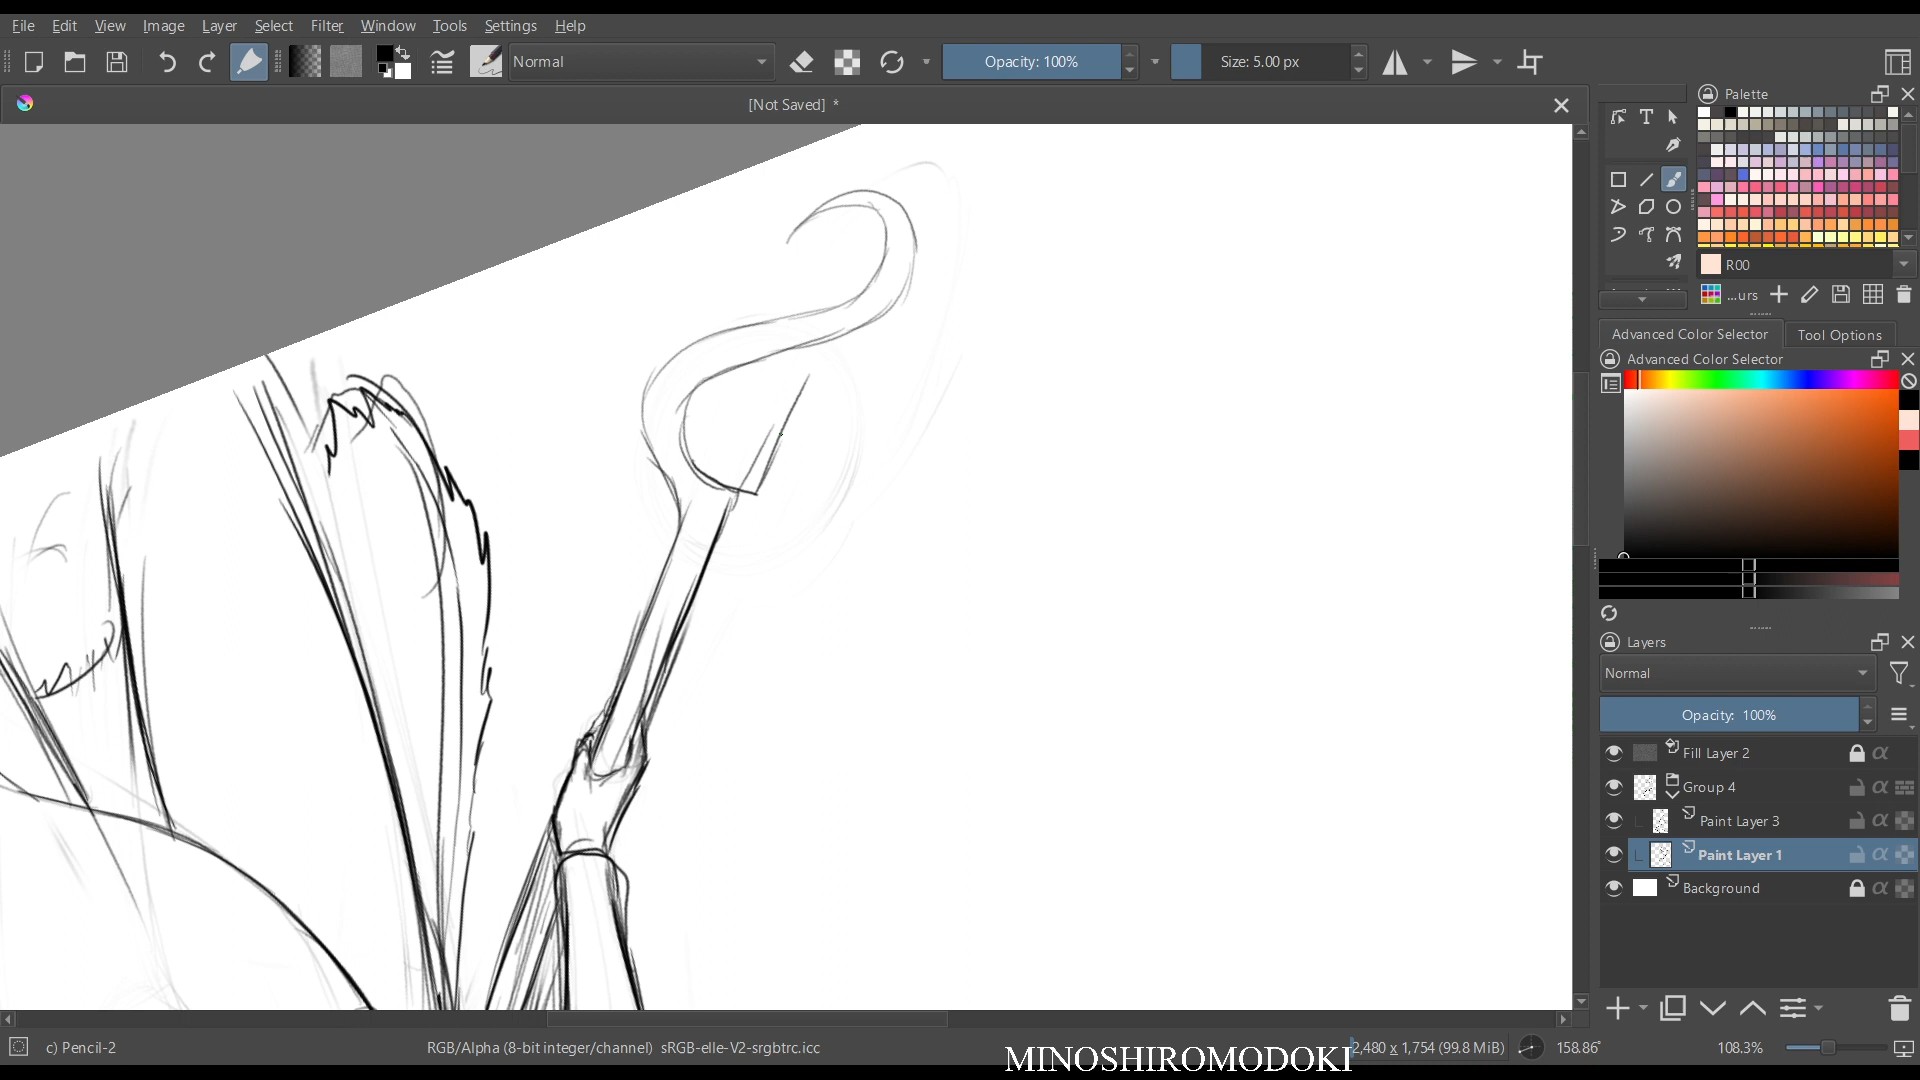 File Edit View Image Layer Select Filter Window Tools Settings Help
Normal Opacity: 100% Size: 5.00 px
[Not Saved] *
Palette
R00
...urs
Advanced Color Selector Tool Options
Advanced Color Selector
Layers
Normal
Opacity: 100%
Fill Layer 2
Group 4
Paint Layer 3
Paint Layer 1
Background
c) Pencil-2 RGB/Alpha (8-bit integer/channel) sRGB-elle-V2-srgbtrc.icc 2,480 x 1,754 (99.8 MiB) 158.86° 108.3%
MINOSHIROMODOKI